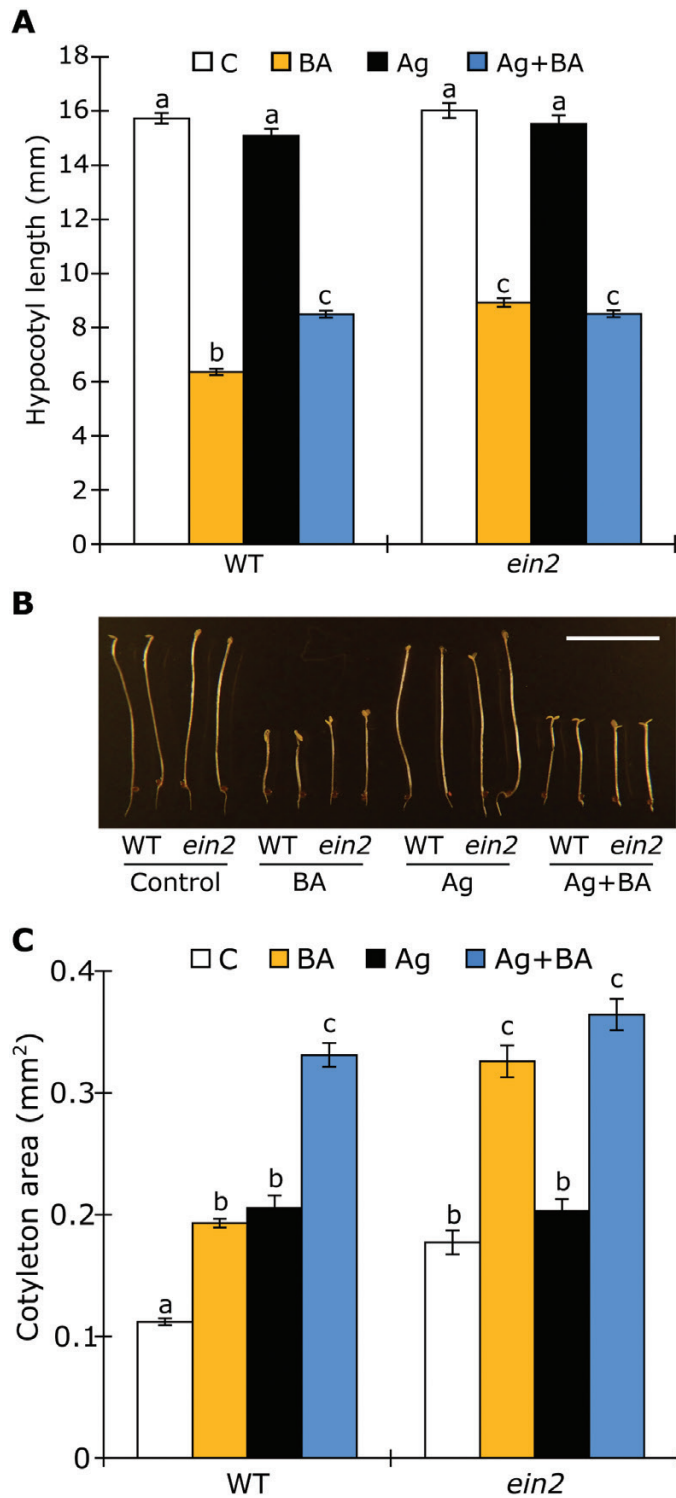 A
C BA Ag Ag+BA
Hypocotyl length (mm)
18
16
14
12
10
8
6
4
2
0
a
b
a
c
a
c
a
c
WT ein2
B
WT ein2 WT ein2 WT ein2 WT ein2
Control BA Ag Ag+BA
C
C BA Ag Ag+BA
Cotyleton area (mm²)
0.4
0.3
0.2
0.1
0
a
b
b
c
b
c
b
c
WT ein2